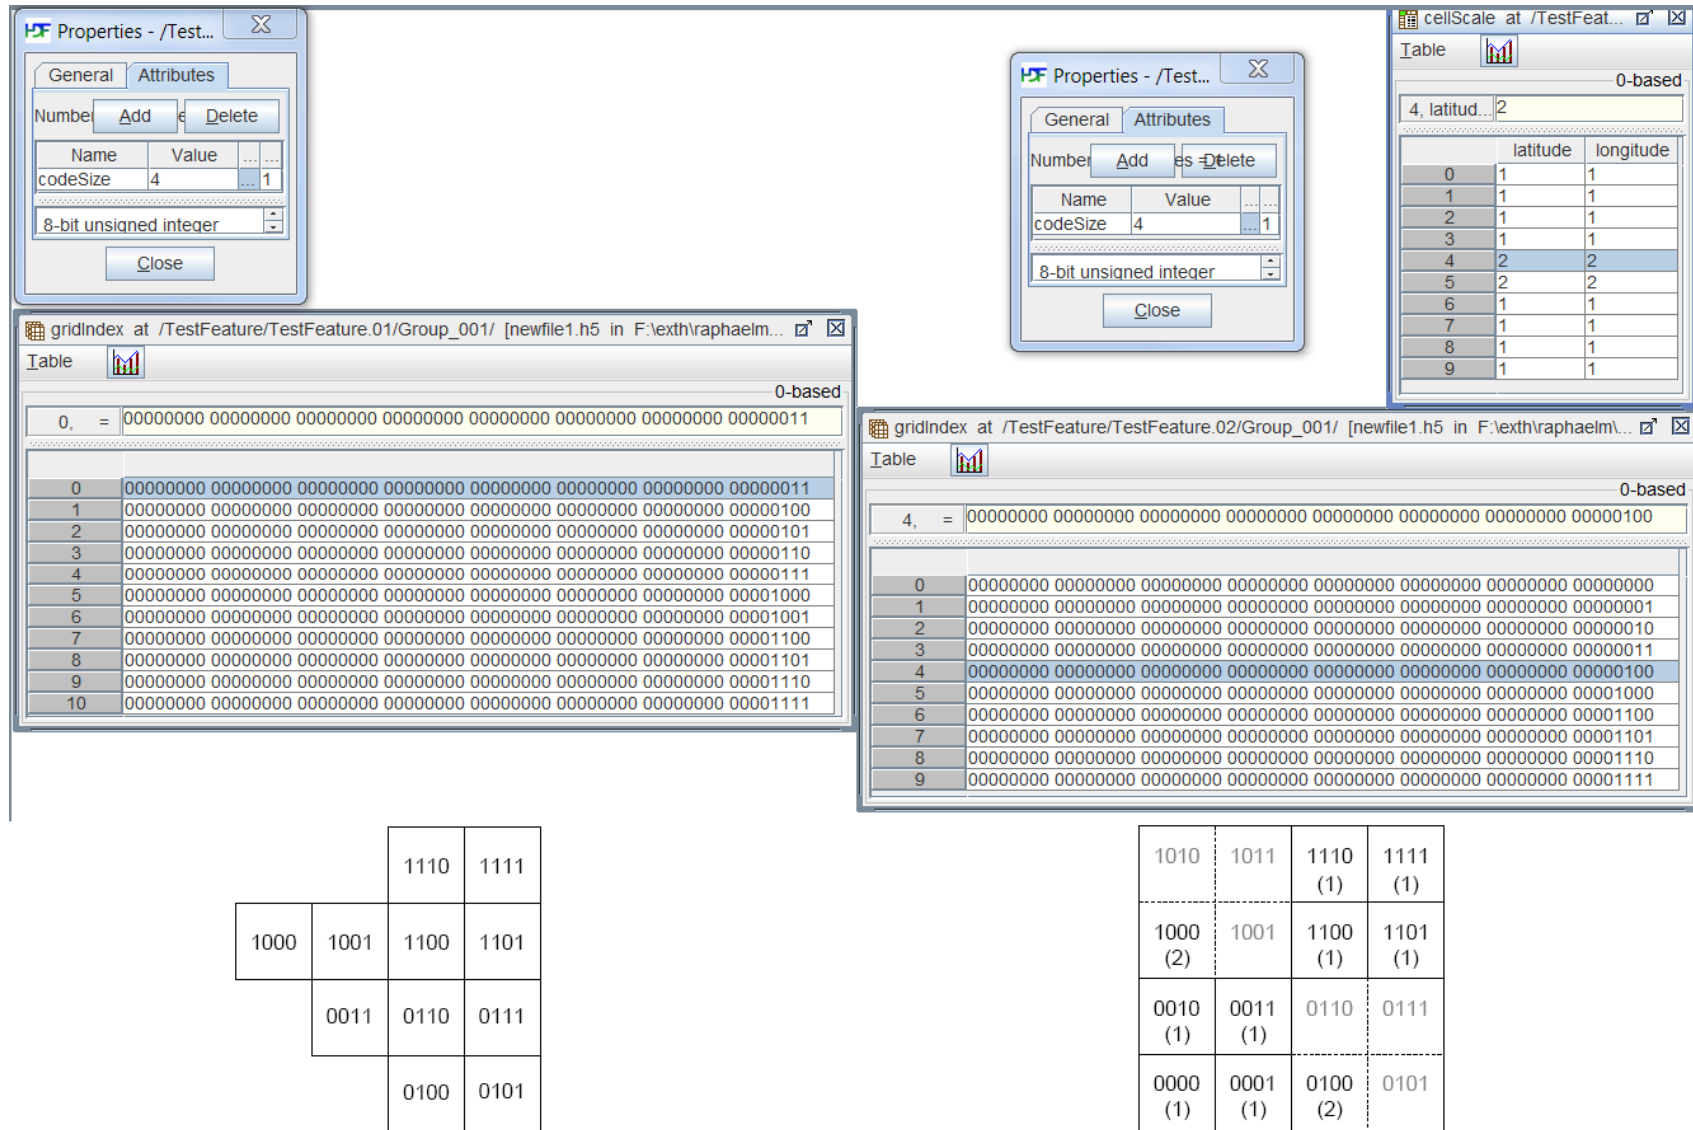 HDF Properties - /Test...
General Attributes
Number Add e Delete
Name Value ... ...
codeSize 4 ... 1
8-bit unsigned integer
Close
gridIndex at /TestFeature/TestFeature.01/Group_001/ [newfile1.h5 in F:\exth\raphaelm...
Table
0-based
0, = 00000000 00000000 00000000 00000000 00000000 00000000 00000000 00000011
0 00000000 00000000 00000000 00000000 00000000 00000000 00000000 00000011
1 00000000 00000000 00000000 00000000 00000000 00000000 00000000 00000100
2 00000000 00000000 00000000 00000000 00000000 00000000 00000000 00000101
3 00000000 00000000 00000000 00000000 00000000 00000000 00000000 00000110
4 00000000 00000000 00000000 00000000 00000000 00000000 00000000 00000111
5 00000000 00000000 00000000 00000000 00000000 00000000 00000000 00001000
6 00000000 00000000 00000000 00000000 00000000 00000000 00000000 00001001
7 00000000 00000000 00000000 00000000 00000000 00000000 00000000 00001100
8 00000000 00000000 00000000 00000000 00000000 00000000 00000000 00001101
9 00000000 00000000 00000000 00000000 00000000 00000000 00000000 00001110
10 00000000 00000000 00000000 00000000 00000000 00000000 00000000 00001111
1110 1111
1000 1001 1100 1101
0011 0110 0111
0100 0101
HDF Properties - /Test...
General Attributes
Number Add es = Delete
Name Value ... ...
codeSize 4 ... 1
8-bit unsigned integer
Close
cellScale at /TestFeat...
Table
0-based
4, latitud... 2
latitude longitude
0 1 1
1 1 1
2 1 1
3 1 1
4 2 2
5 2 2
6 1 1
7 1 1
8 1 1
9 1 1
gridIndex at /TestFeature/TestFeature.02/Group_001/ [newfile1.h5 in F:\exth\raphaelm\...
Table
0-based
4, = 00000000 00000000 00000000 00000000 00000000 00000000 00000000 00000100
0 00000000 00000000 00000000 00000000 00000000 00000000 00000000 00000000
1 00000000 00000000 00000000 00000000 00000000 00000000 00000000 00000001
2 00000000 00000000 00000000 00000000 00000000 00000000 00000000 00000010
3 00000000 00000000 00000000 00000000 00000000 00000000 00000000 00000011
4 00000000 00000000 00000000 00000000 00000000 00000000 00000000 00000100
5 00000000 00000000 00000000 00000000 00000000 00000000 00000000 00001000
6 00000000 00000000 00000000 00000000 00000000 00000000 00000000 00001100
7 00000000 00000000 00000000 00000000 00000000 00000000 00000000 00001101
8 00000000 00000000 00000000 00000000 00000000 00000000 00000000 00001110
9 00000000 00000000 00000000 00000000 00000000 00000000 00000000 00001111
1010 1011 1110 1111
(1) (1)
1000 1001 1100 1101
(2) (1) (1)
0010 0011 0110 0111
(1) (1)
0000 0001 0100 0101
(1) (1) (2)